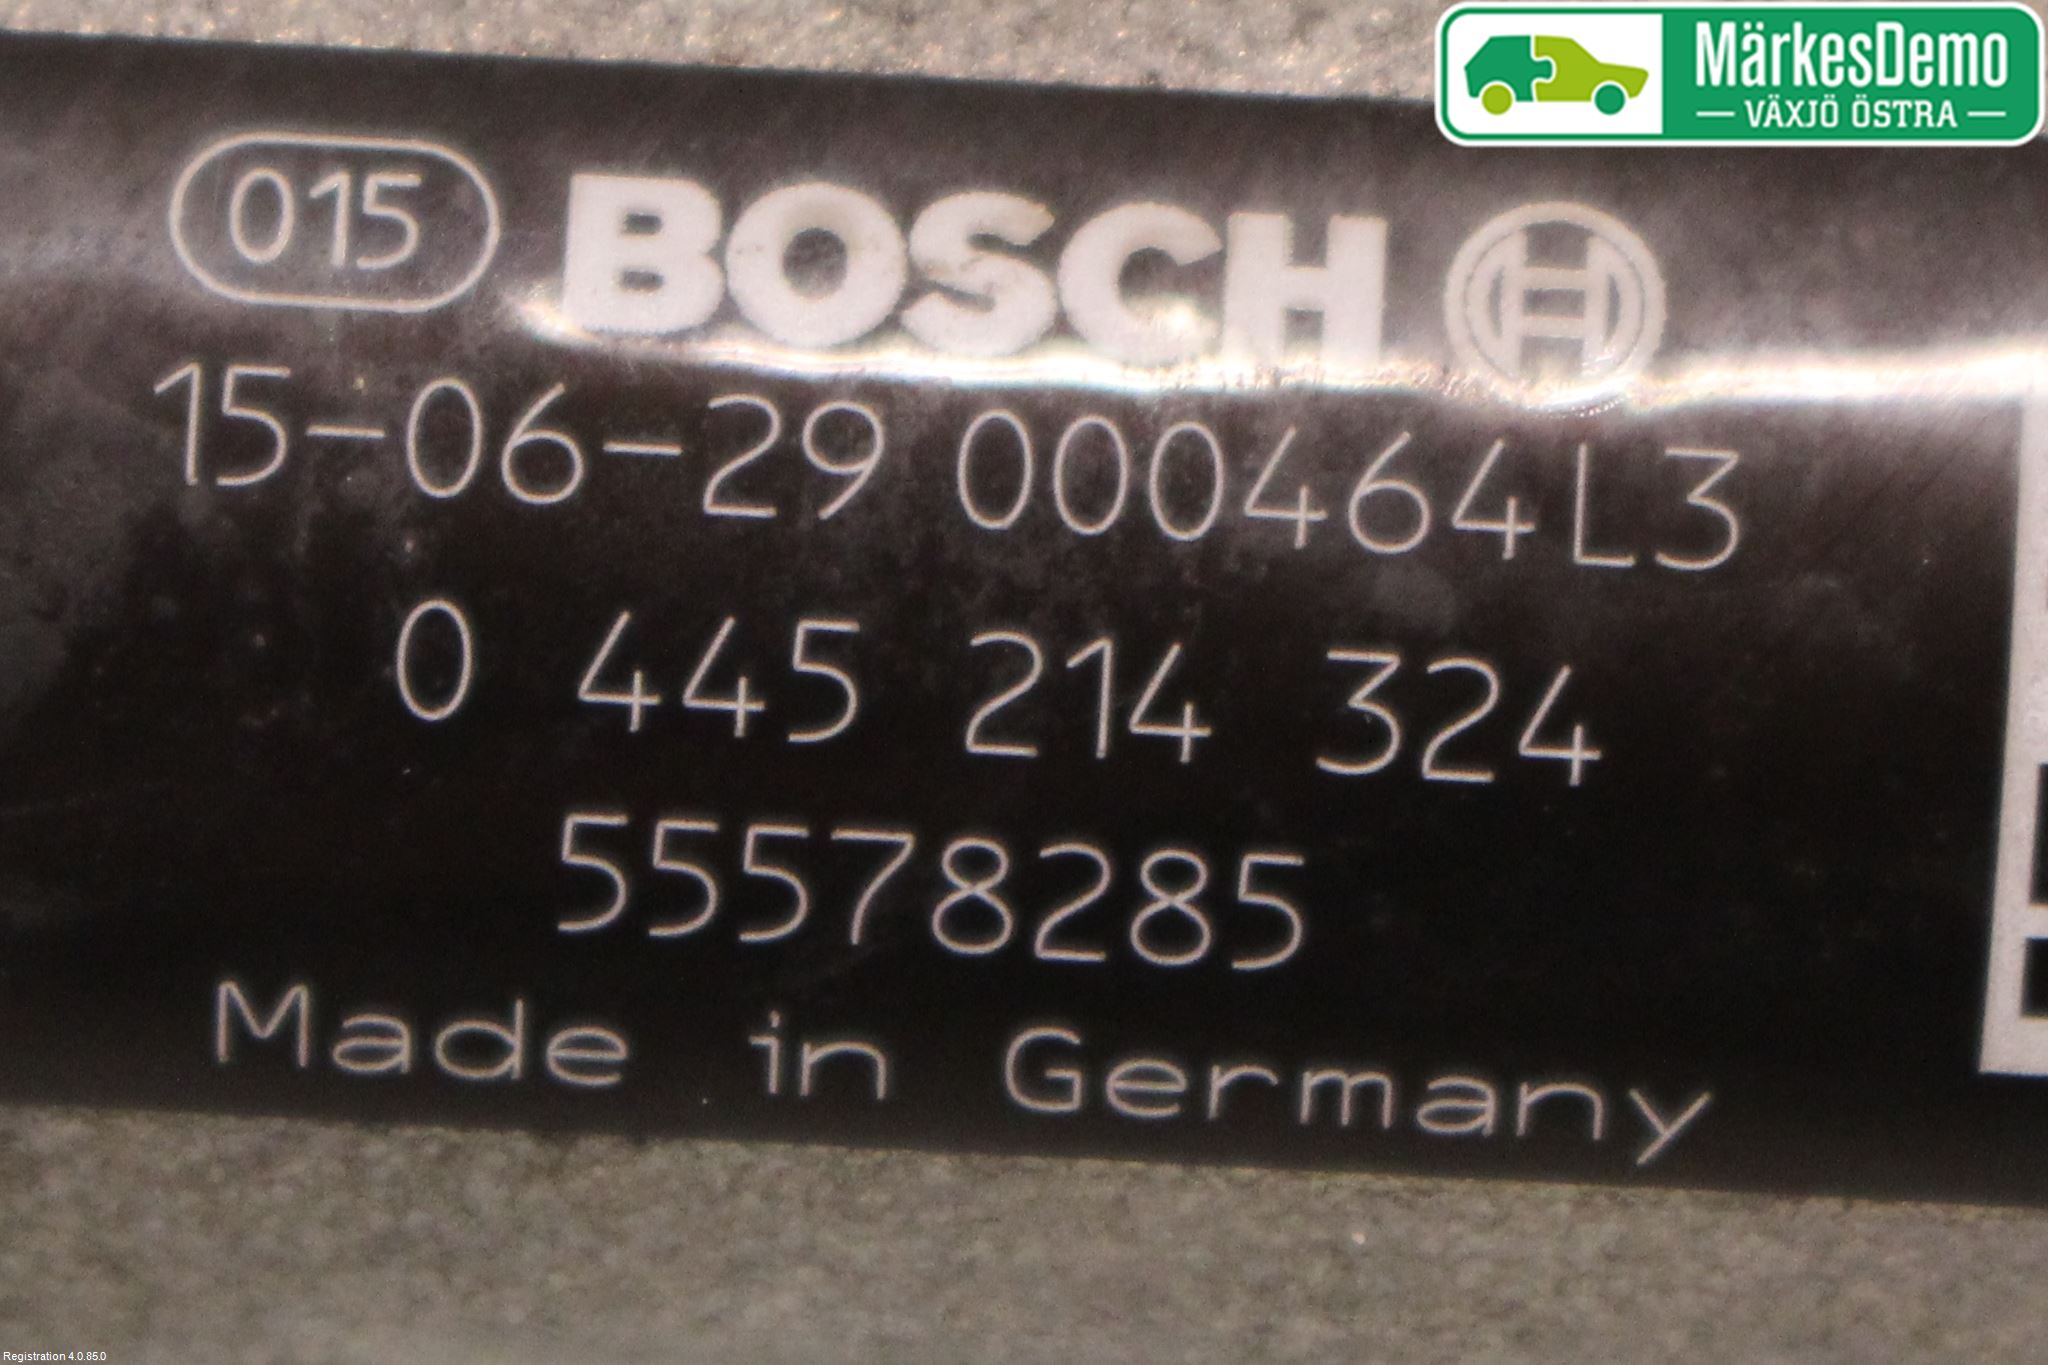 MärkesDemo
— VÄXJÖ ÖSTRA —
015 BOSCH
15-06-29 000464L3
0 445 214 324
55578285
Made in Germany
Registration 4.0.85.0